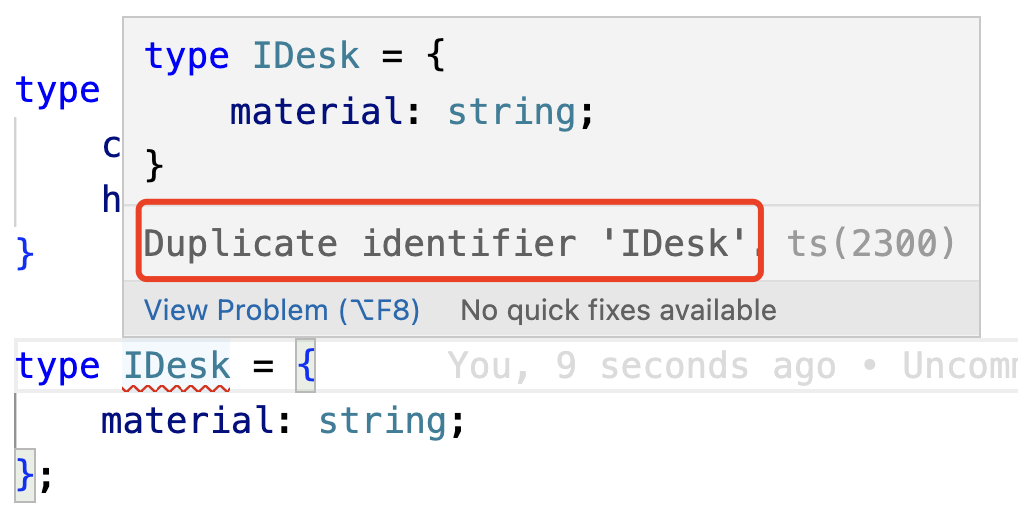 type IDesk = {
material: string;
}
type
c
h
}
Duplicate identifier 'IDesk'. ts(2300)
View Problem (⌥F8) No quick fixes available
type IDesk = { You, 9 seconds ago • Uncom
material: string;
};